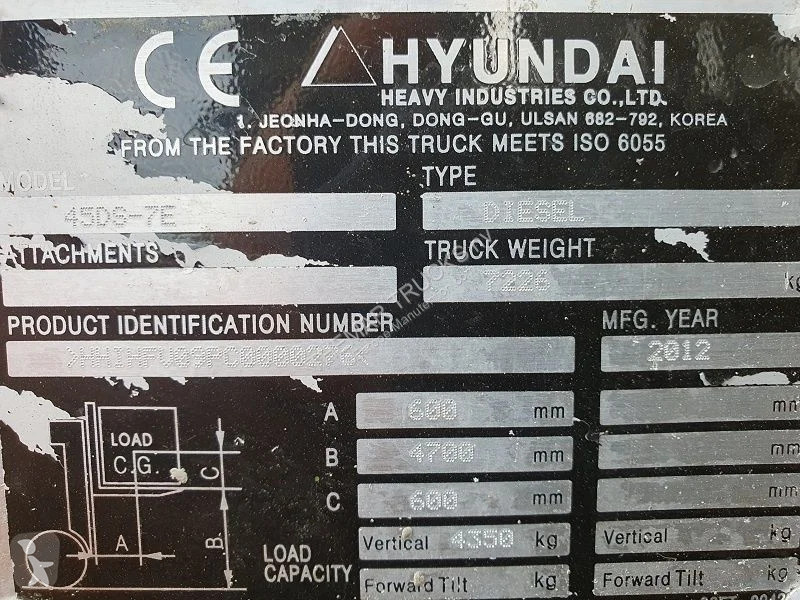 CE HYUNDAI
HEAVY INDUSTRIES CO., LTD.
1. JEONHA-DONG, DONG-GU, ULSAN 682-792, KOREA
FROM THE FACTORY THIS TRUCK MEETS ISO 6055
MODEL TYPE
45DS-7E DIESEL
ATTACHMENTS TRUCK WEIGHT
7226 kg
PRODUCT IDENTIFICATION NUMBER MFG. YEAR
2012
A 600 mm mm
LOAD
C.G.
B 4700 mm mm
C
C 600 mm mm
A B
Vertical 4350 kg Vertical kg
LOAD
CAPACITY
Forward Tilt kg Forward Tilt kg